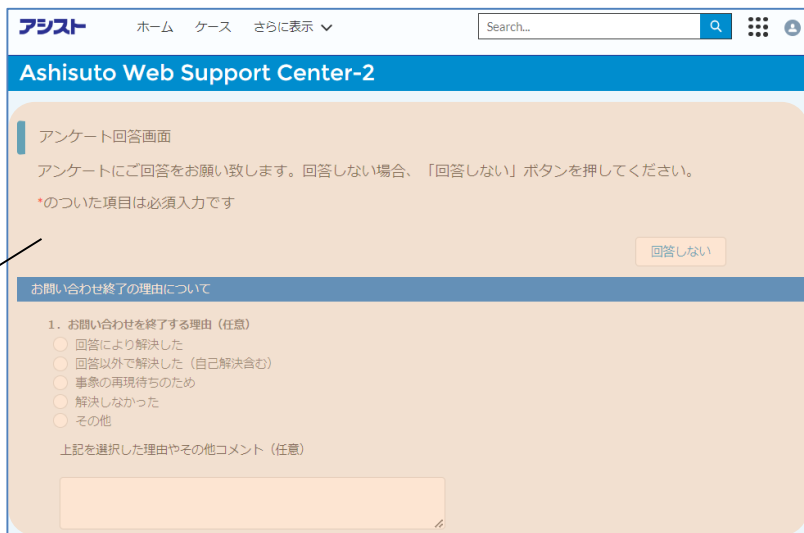 アシスト ホーム ケース さらに表示 Search...
Ashisuto Web Support Center-2
アンケート回答画面
アンケートにご回答をお願い致します。回答しない場合、「回答しない」ボタンを押してください。
*のついた項目は必須入力です
回答しない
お問い合わせ終了の理由について
1. お問い合わせを終了する理由（任意）
回答により解決した
回答以外で解決した（自己解決含む）
事象の再現待ちのため
解決しなかった
その他
上記を選択した理由やその他コメント（任意）